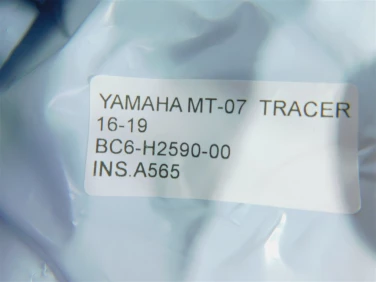 YAMAHA MT-07 TRACER
16-19
BC6-H2590-00
INS.A565